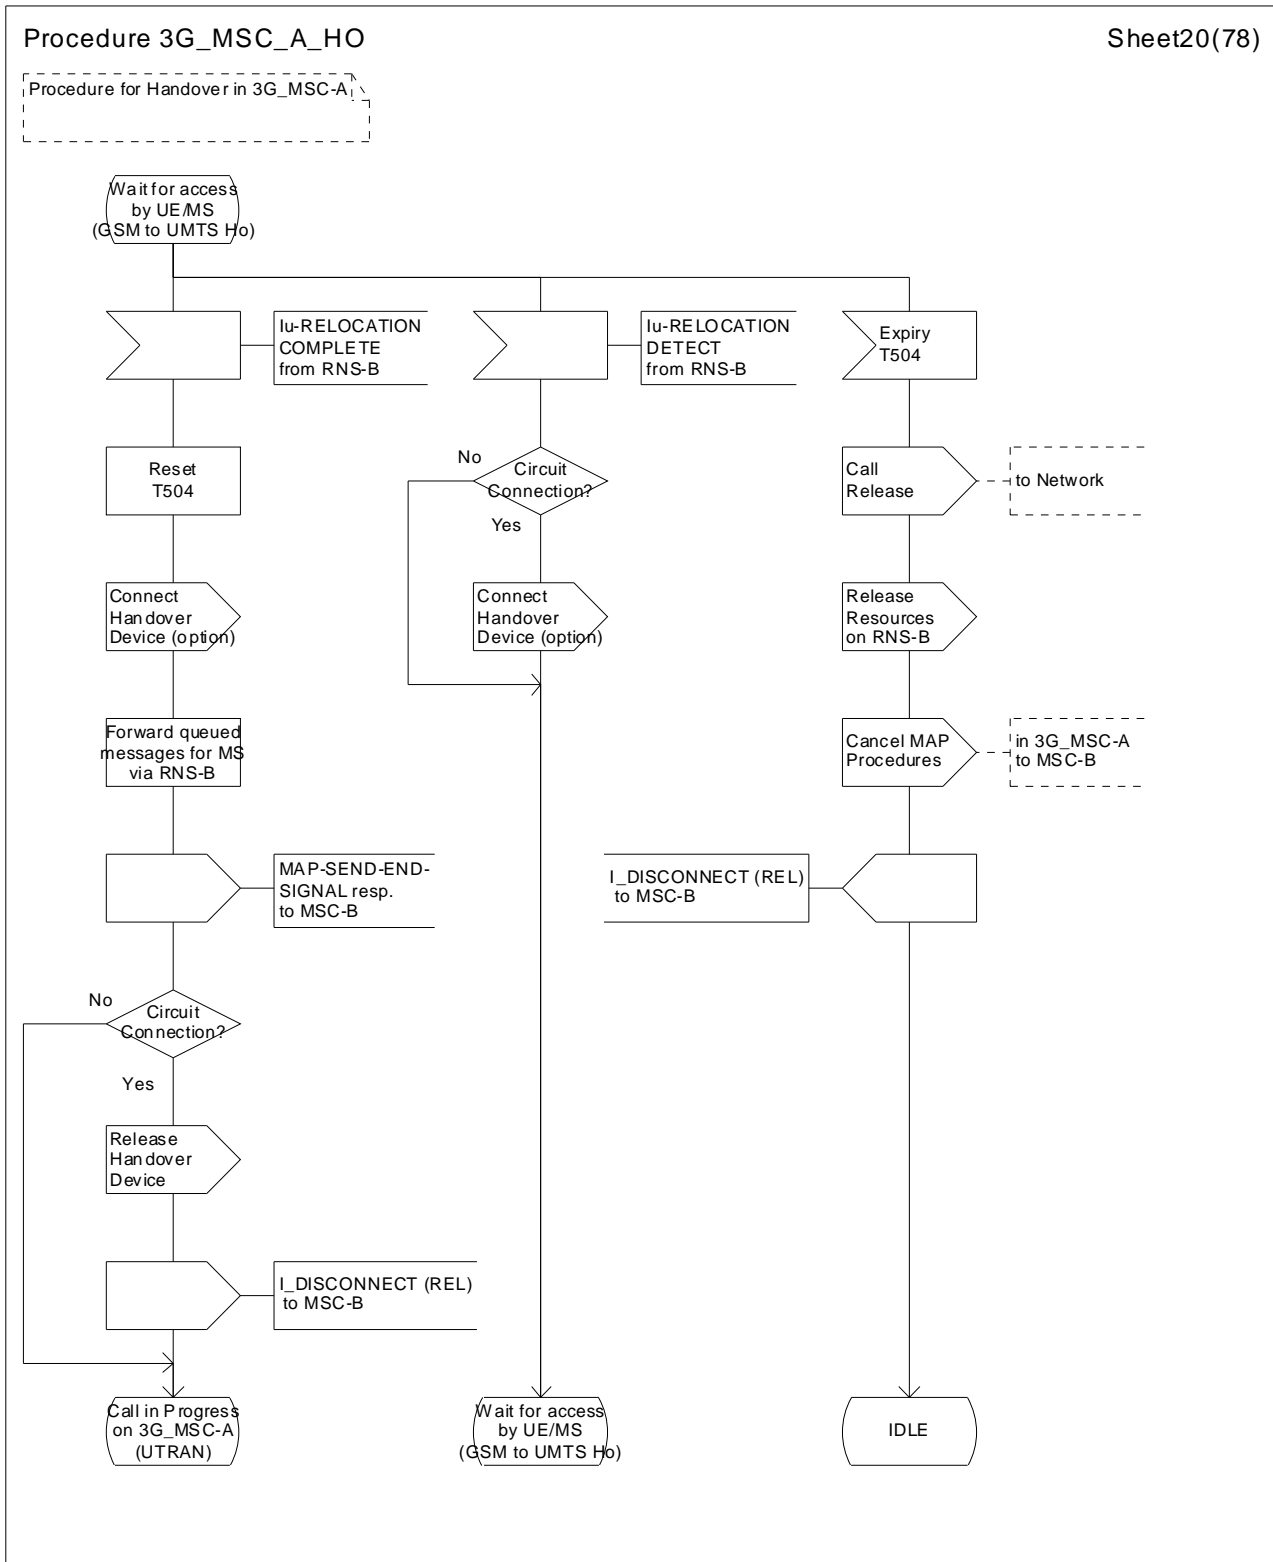 Procedure 3G_MSC_A_HO
Sheet20(78)
Procedure for Handover in 3G_MSC-A
Wait for access
by UE/MS
(GSM to UMTS Ho)
Iu-RELOCATION
COMPLETE
from RNS-B
Iu-RELOCATION
DETECT
from RNS-B
Expiry
T504
Reset
T504
No
Circuit
Connection?
Yes
Call
Release
to Network
Connect
Handover
Device (option)
Connect
Handover
Device (option)
Release
Resources
on RNS-B
Forward queued
messages for MS
via RNS-B
Cancel MAP
Procedures
in 3G_MSC-A
to MSC-B
MAP-SEND-END-
SIGNAL resp.
to MSC-B
I_DISCONNECT (REL)
to MSC-B
No
Circuit
Connection?
Yes
Release
Handover
Device
I_DISCONNECT (REL)
to MSC-B
Call in Progress
on 3G_MSC-A
(UTRAN)
Wait for access
by UE/MS
(GSM to UMTS Ho)
IDLE